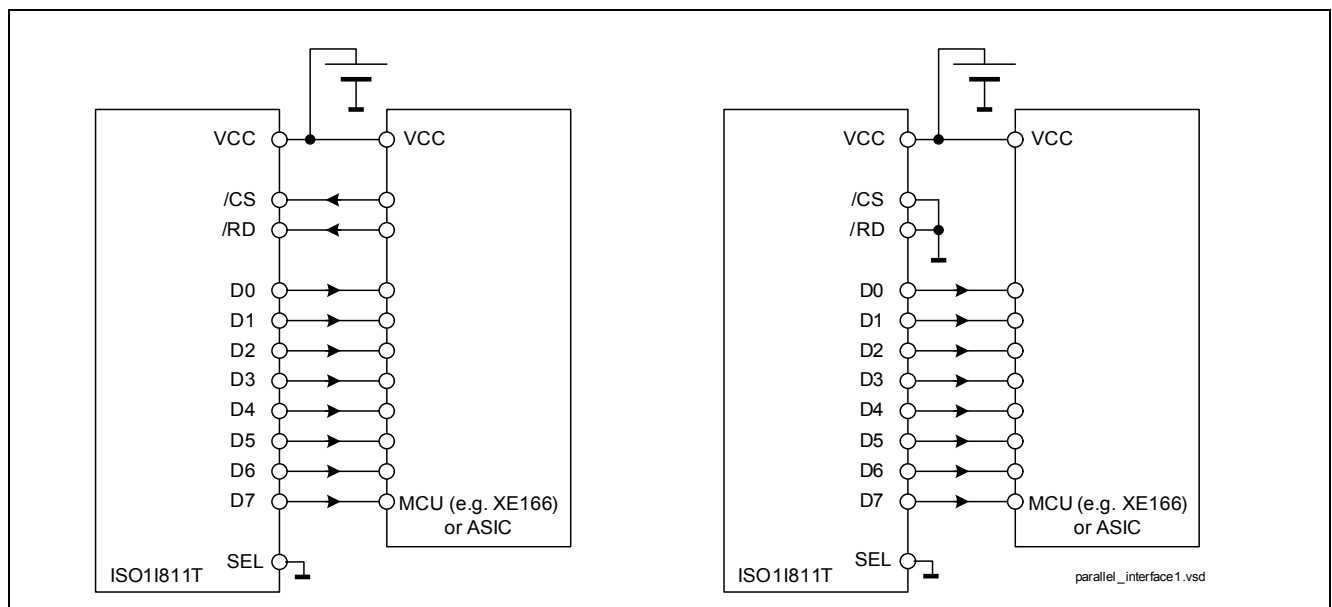 VCC
VCC
/CS
/RD
D0
D1
D2
D3
D4
D5
D6
D7
MCU (e.g. XE166)
or ASIC
SEL
ISO1I811T
VCC
VCC
/CS
/RD
D0
D1
D2
D3
D4
D5
D6
D7
MCU (e.g. XE166)
or ASIC
SEL
ISO1I811T
parallel_interface1.vsd